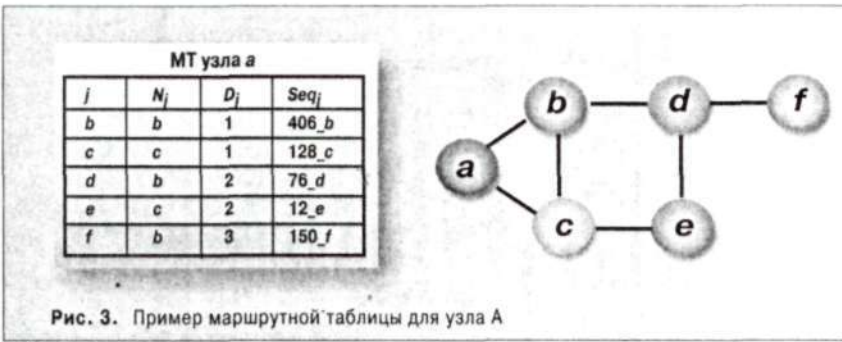 МТ узла a
j Nj Dj Seqj
b b 1 406_b
c c 1 128_c
d b 2 76_d
e c 2 12_e
f b 3 150_f
b d f
a
c e
Рис. 3. Пример маршрутной таблицы для узла А